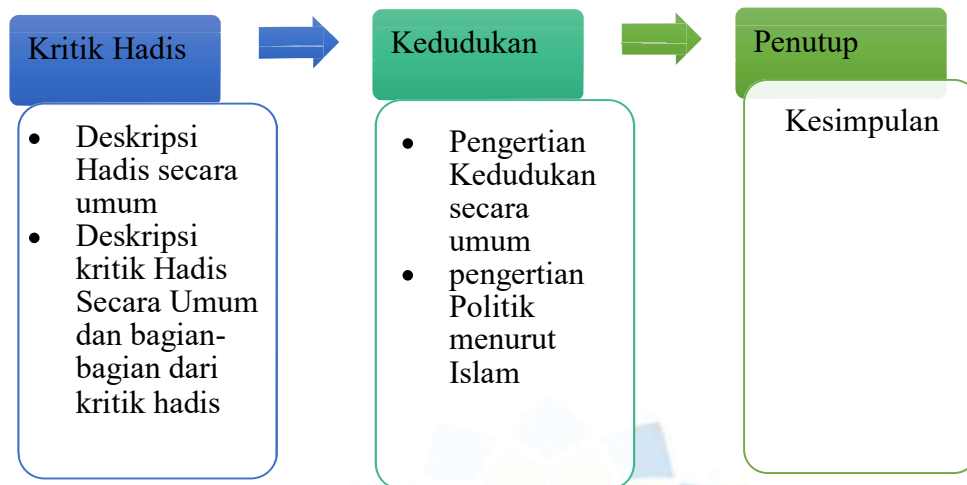 Kritik Hadis
• Deskripsi
Hadis secara
umum
• Deskripsi
kritik Hadis
Secara Umum
dan bagian-
bagian dari
kritik hadis
Kedudukan
• Pengertian
Kedudukan
secara
umum
• pengertian
Politik
menurut
Islam
Penutup
Kesimpulan